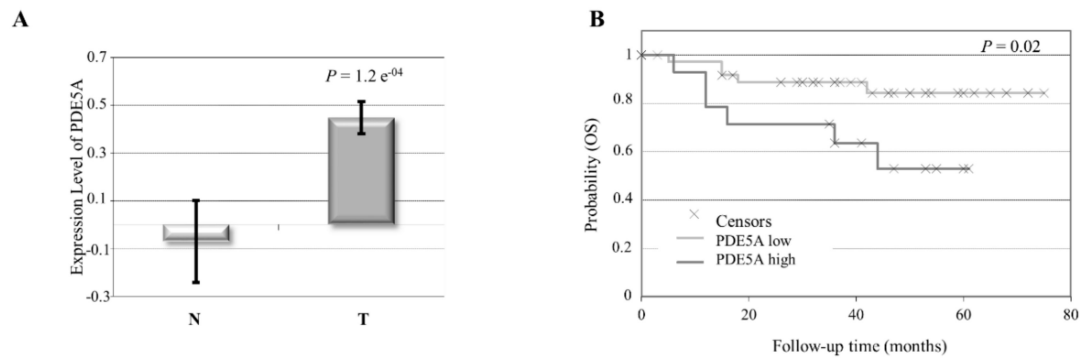 A
Expression Level of PDE5A
0.7
0.5
0.3
0.1
-0.1
-0.3
P = 1.2 e-04
N
T
B
Probability (OS)
1
0.8
0.6
0.4
0.2
0
P = 0.02
Censors
PDE5A low
PDE5A high
0
20
40
60
80
Follow-up time (months)